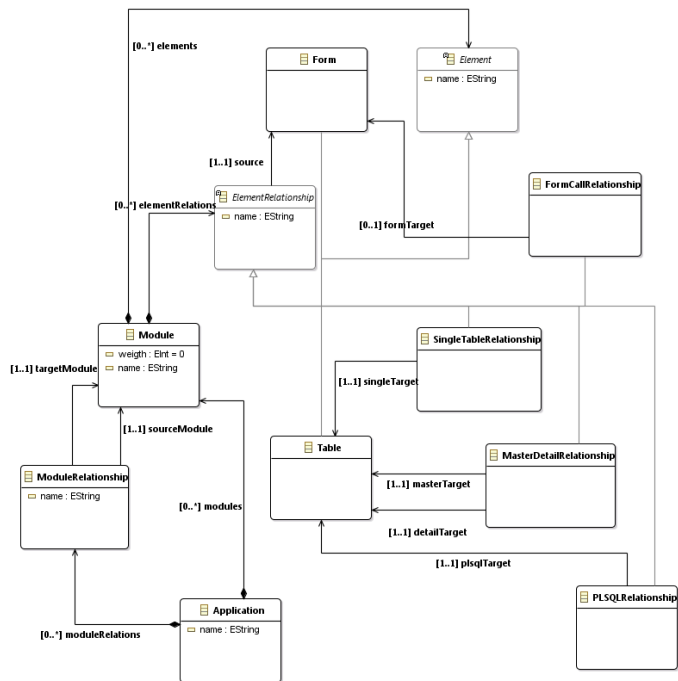 [0..*] elements
Form
Element
name : EString
[1..1] source
ElementRelationship
name : EString
FormCallRelationship
[0..*] elementRelations
[0..1] formTarget
Module
weigth : EInt = 0
name : EString
SingleTableRelationship
[1..1] targetModule
[1..1] singleTarget
[1..1] sourceModule
Table
MasterDetailRelationship
ModuleRelationship
name : EString
[1..1] masterTarget
[0..*] modules
[1..1] detailTarget
[1..1] plsqlTarget
PLSQLRelationship
Application
name : EString
[0..*] moduleRelations